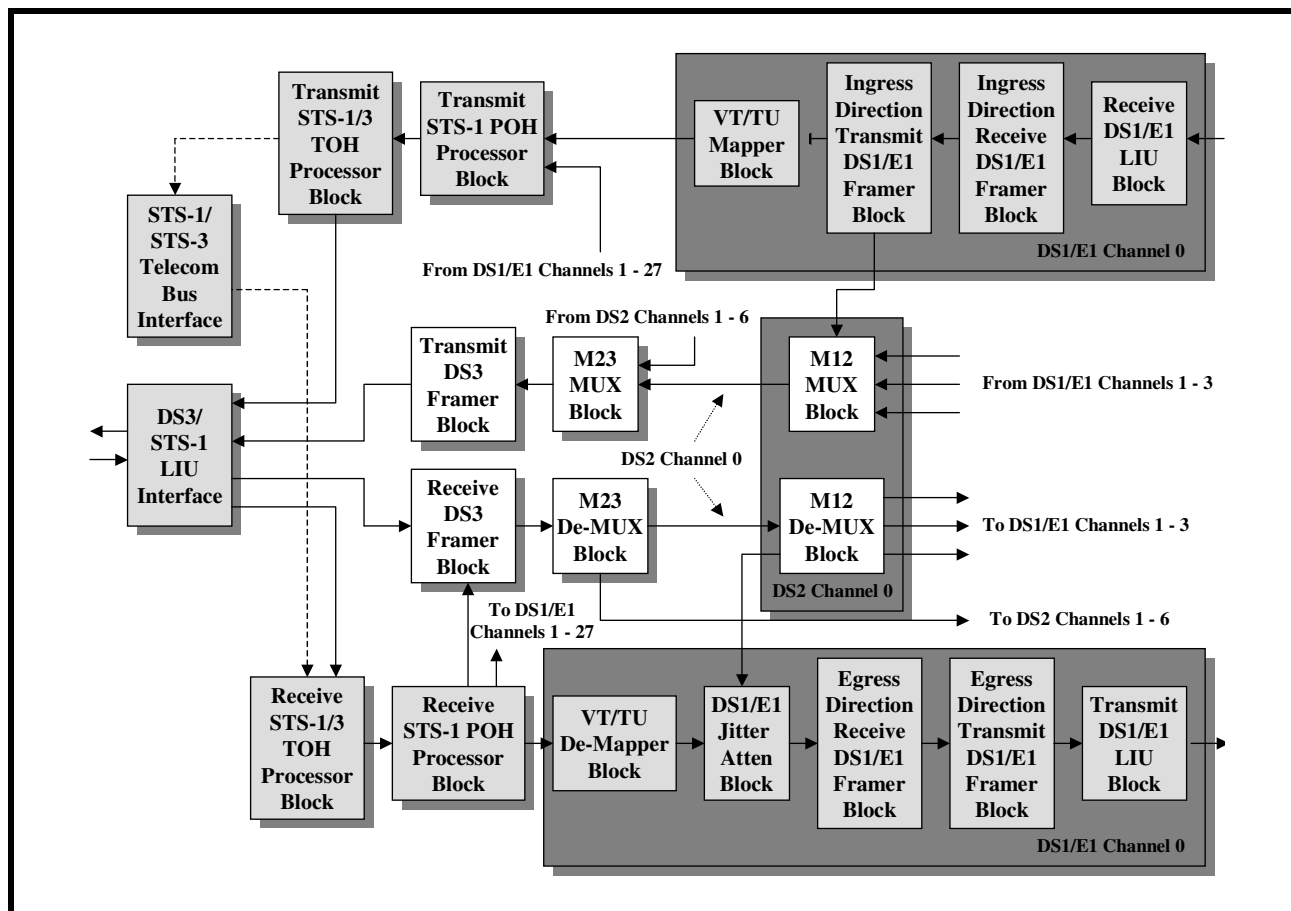 Transmit
STS-1/3
TOH
Processor
Block
Transmit
STS-1 POH
Processor
Block
VT/TU
Mapper
Block
Ingress
Direction
Transmit
DS1/E1
Framer
Block
Ingress
Direction
Receive
DS1/E1
Framer
Block
Receive
DS1/E1
LIU
Block
DS1/E1 Channel 0
STS-1/
STS-3
Telecom
Bus
Interface
From DS1/E1 Channels 1 - 27
From DS2 Channels 1 - 6
Transmit
DS3
Framer
Block
M23
MUX
Block
M12
MUX
Block
From DS1/E1 Channels 1 - 3
DS3/
STS-1
LIU
Interface
DS2 Channel 0
Receive
DS3
Framer
Block
M23
De-MUX
Block
M12
De-MUX
Block
To DS1/E1 Channels 1 - 3
DS2 Channel 0
To DS1/E1
Channels 1 - 27
To DS2 Channels 1 - 6
Receive
STS-1/3
TOH
Processor
Block
Receive
STS-1 POH
Processor
Block
VT/TU
De-Mapper
Block
DS1/E1
Jitter
Atten
Block
Egress
Direction
Receive
DS1/E1
Framer
Block
Egress
Direction
Transmit
DS1/E1
Framer
Block
Transmit
DS1/E1
LIU
Block
DS1/E1 Channel 0